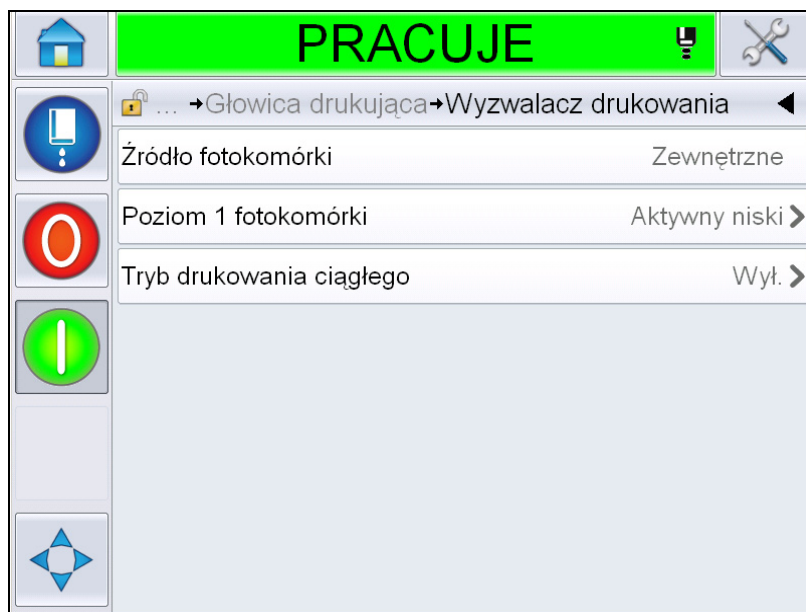 PRACUJE
... →Głowica drukująca→Wyzwalacz drukowania
Źródło fotokomórki Zewnętrzne
Poziom 1 fotokomórki Aktywny niski
Tryb drukowania ciągłego Wył.